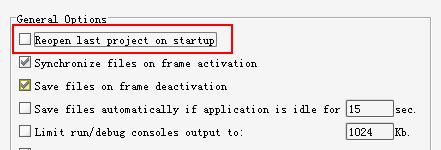 General Options
Reopen last project on startup
Synchronize files on frame activation
Save files on frame deactivation
Save files automatically if application is idle for 15 sec.
Limit run/debug consoles output to: 1024 Kb.